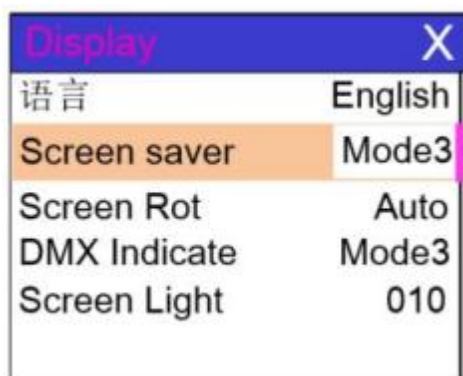 Display X
语言 English
Screen saver Mode3
Screen Rot Auto
DMX Indicate Mode3
Screen Light 010